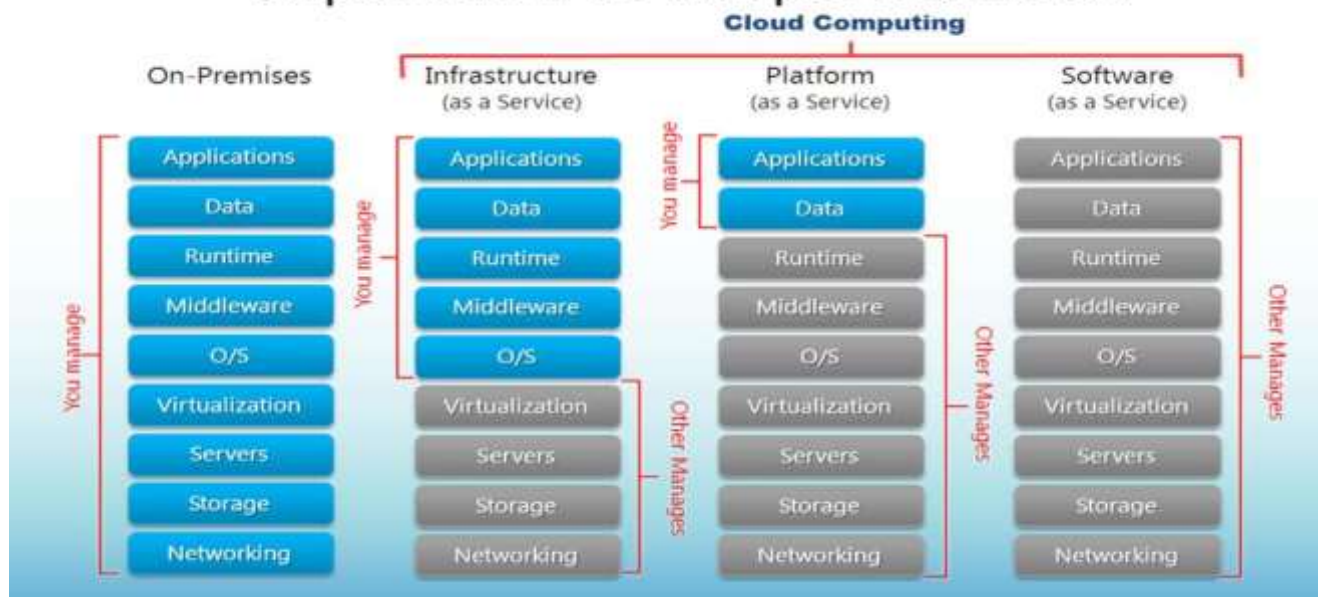 Cloud Computing
On-Premises
Infrastructure
(as a Service)
Platform
(as a Service)
Software
(as a Service)
You manage
Applications
Data
Runtime
Middleware
O/S
Virtualization
Servers
Storage
Networking
You manage
Applications
Data
Runtime
Middleware
O/S
Virtualization
Servers
Storage
Networking
Other Manages
You manage
Applications
Data
Runtime
Middleware
O/S
Virtualization
Servers
Storage
Networking
Other Manages
Applications
Data
Runtime
Middleware
O/S
Virtualization
Servers
Storage
Networking
Other Manages